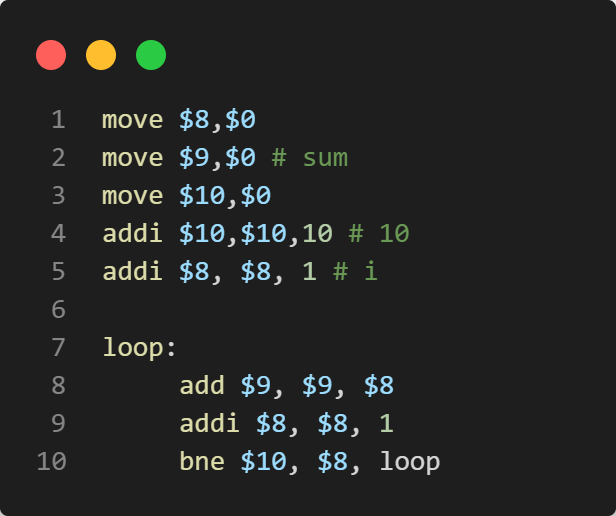 1 move $8,$0
2 move $9,$0 # sum
3 move $10,$0
4 addi $10,$10,10 # 10
5 addi $8, $8, 1 # i
6
7 loop:
8      add $9, $9, $8
9      addi $8, $8, 1
10      bne $10, $8, loop